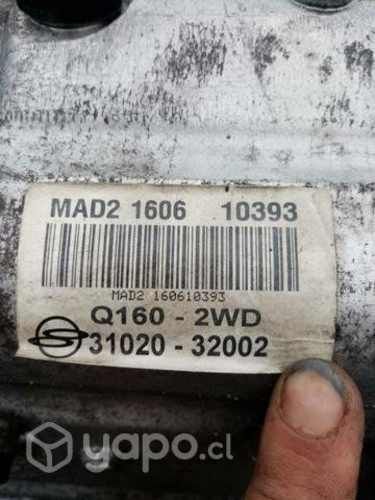 MAD2 1606 10393
MAD2 160610393
Q160 - 2WD
31020 - 32002
yapo.cl